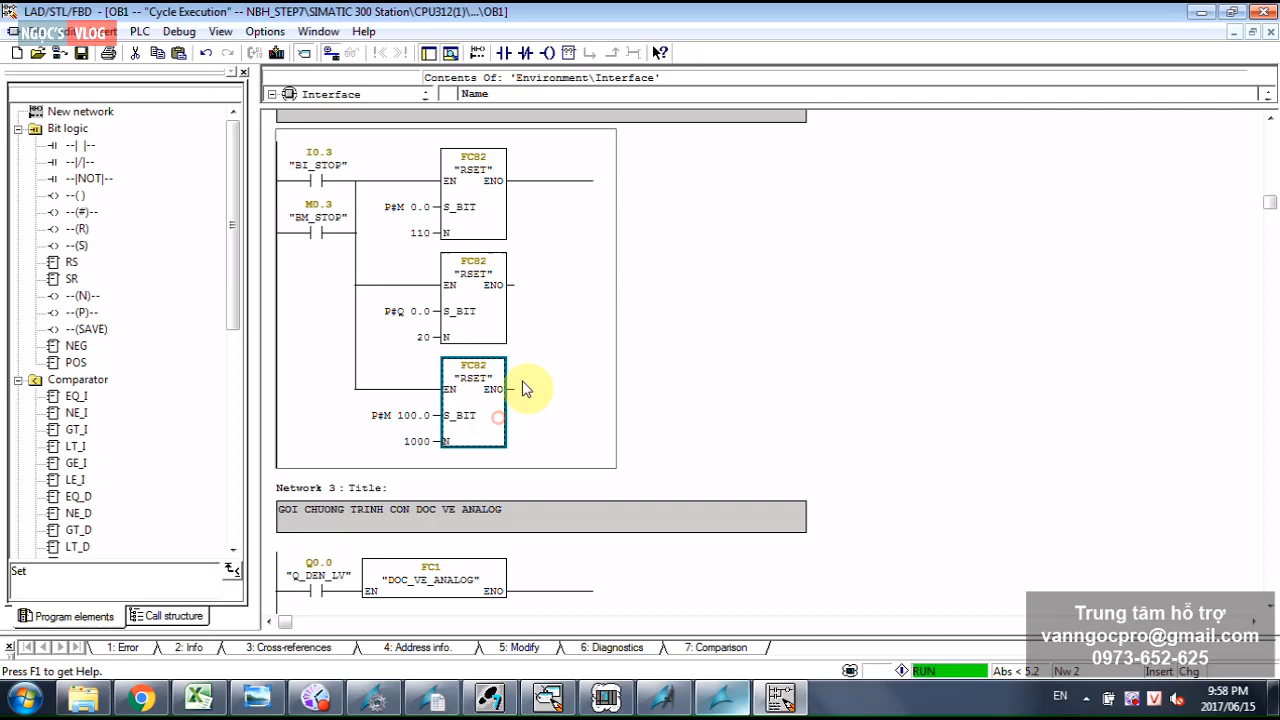 LAD/STL/FBD - [OB1 -- "Cycle Execution" -- NBH_STEP7\SIMATIC 300 Station\CPU312(1)\...\OB1]
NGỌC'S VLOG
PLC Debug View Options Window Help
Contents Of: 'Environment\Interface'
Interface Name
New network
Bit logic
--| |--
--|/|--
--|NOT|--
--( )
--(#)--
--(R)
--(S)
RS
SR
--(N)--
--(P)--
--(SAVE)
NEG
POS
Comparator
EQ_I
NE_I
GT_I
LT_I
GE_I
LE_I
EQ_D
NE_D
GT_D
LT_D
Set
Program elements Call structure
I0.3
"BI_STOP"
FC82
"RSET"
EN ENO
M0.3
"BM_STOP"
P#M 0.0 S_BIT
110 N
FC82
"RSET"
EN ENO
P#Q 0.0 S_BIT
20 N
FC82
"RSET"
EN ENO
P#M 100.0 S_BIT
1000 N
Network 3 : Title:
GOI CHUONG TRINH CON DOC VE ANALOG
Q0.0
"Q_DEN_LV"
FC1
"DOC_VE_ANALOG"
EN ENO
Trung tâm hỗ trợ
vanngocpro@gmail.com
0973-652-625
1: Error 2: Info 3: Cross-references 4: Address info. 5: Modify 6: Diagnostics 7: Comparison
Press F1 to get Help. RUN Abs < 5.2 Nw 2 Insert Chg
EN 9:58 PM
2017/06/15